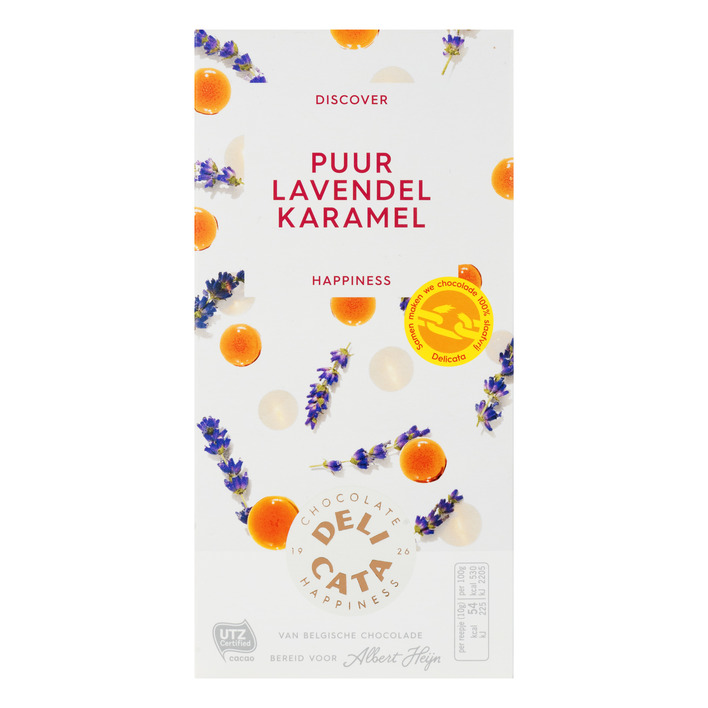 DISCOVER
PUUR
LAVENDEL
KARAMEL
HAPPINESS
Samen maken we chocolade 100% slaafvrij
Delicata
CHOCOLATE
19 26
DELI
CATA
HAPPINESS
UTZ
Certified
cacao
VAN BELGISCHE CHOCOLADE
BEREID VOOR Albert Heijn
per reepje (10g) per 100g
kcal 54 kcal 530
kJ 225 kJ 2205